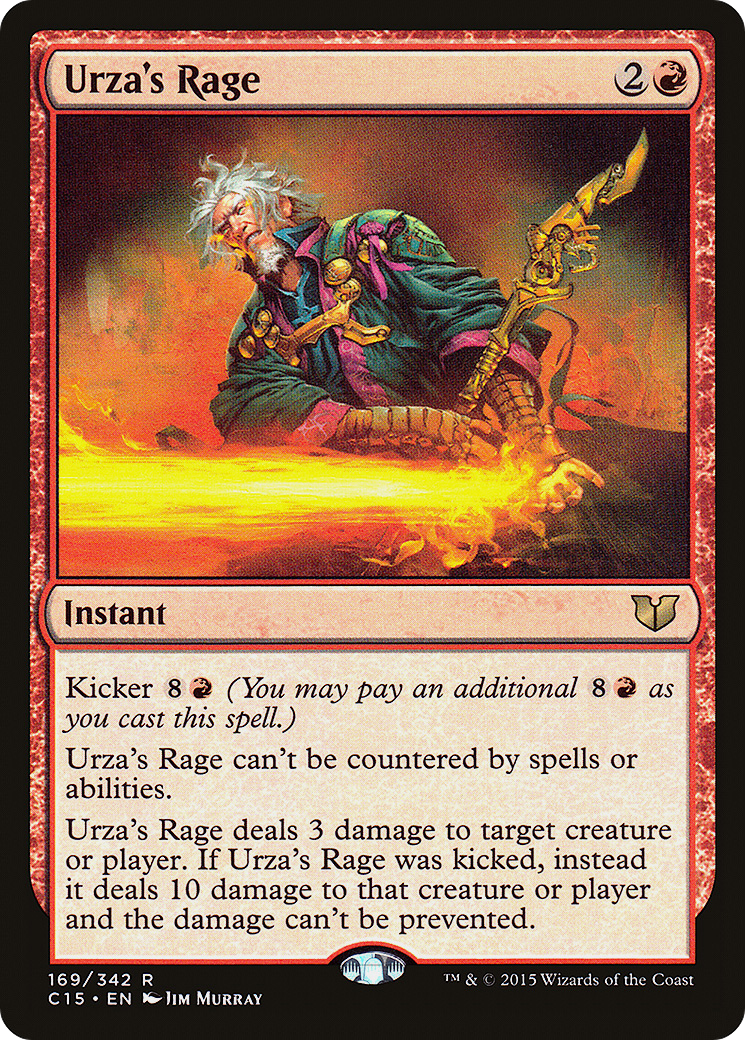 Urza's Rage 2
Instant
Kicker 8 (You may pay an additional 8 as
you cast this spell.)
Urza's Rage can't be countered by spells or
abilities.
Urza's Rage deals 3 damage to target creature
or player. If Urza's Rage was kicked, instead
it deals 10 damage to that creature or player
and the damage can't be prevented.
169/342 R ™ & © 2015 Wizards of the Coast
C15 • EN Jim Murray